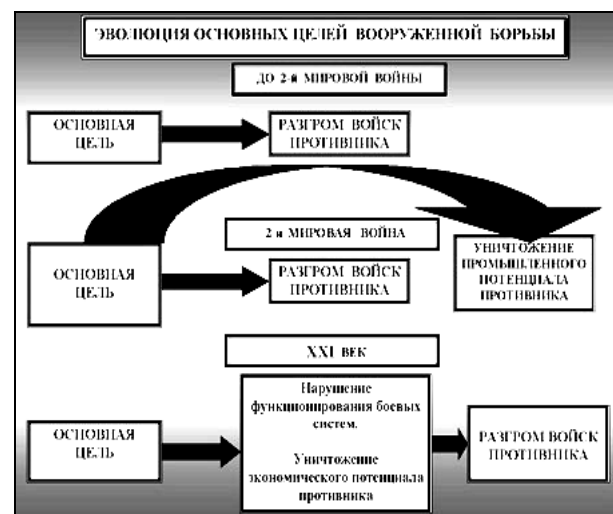 ЭВОЛЮЦИЯ ОСНОВНЫХ ЦЕЛЕЙ ВООРУЖЕННОЙ БОРЬБЫ
ДО 2-й МИРОВОЙ ВОЙНЫ
ОСНОВНАЯ
ЦЕЛЬ
РАЗГРОМ ВОЙСК
ПРОТИВНИКА
2 я МИРОВАЯ ВОЙНА
ОСНОВНАЯ
ЦЕЛЬ
РАЗГРОМ ВОЙСК
ПРОТИВНИКА
УНИЧТОЖЕНИЕ
ПРОМЫШЛЕННОГО
ПОТЕНЦИАЛА
ПРОТИВНИКА
XXI ВЕК
ОСНОВНАЯ
ЦЕЛЬ
Нарушение
функционирования боевых
систем.
Уничтожение
экономического потенциала
противника
РАЗГРОМ ВОЙСК
ПРОТИВНИКА